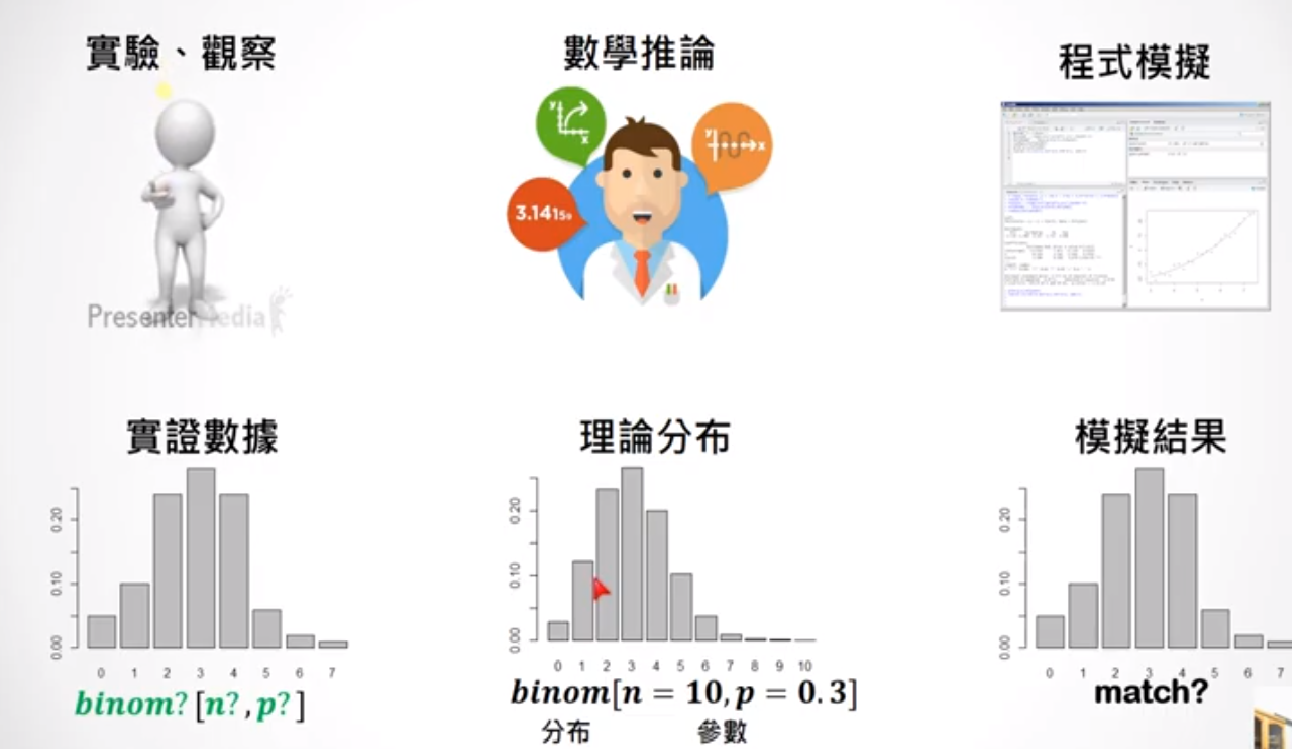 實驗、觀察
數學推論
程式模擬
y
x
y
x
3.14159
PresenterMedia
實證數據
理論分布
模擬結果
0.20
0.10
0.00
0 1 2 3 4 5 6 7
binom? [n?, p?]
0.20
0.10
0.00
0 1 2 3 4 5 6 7 8 9 10
binom[n = 10, p = 0.3]
分布 參數
0.20
0.10
0.00
0 1 2 3 4 5 6 7
match?